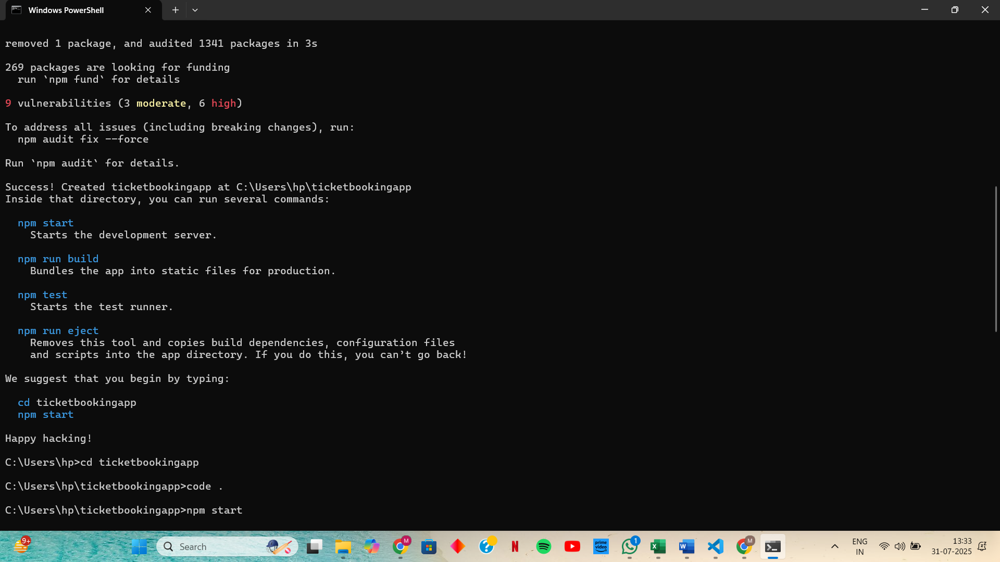 Windows PowerShell
removed 1 package, and audited 1341 packages in 3s
269 packages are looking for funding
run `npm fund` for details
9 vulnerabilities (3 moderate, 6 high)
To address all issues (including breaking changes), run:
npm audit fix --force
Run `npm audit` for details.
Success! Created ticketbookingapp at C:\Users\hp\ticketbookingapp
Inside that directory, you can run several commands:
npm start
Starts the development server.
npm run build
Bundles the app into static files for production.
npm test
Starts the test runner.
npm run eject
Removes this tool and copies build dependencies, configuration files
and scripts into the app directory. If you do this, you can’t go back!
We suggest that you begin by typing:
cd ticketbookingapp
npm start
Happy hacking!
C:\Users\hp>cd ticketbookingapp
C:\Users\hp\ticketbookingapp>code .
C:\Users\hp\ticketbookingapp>npm start
9+
Search
M
?
N
prime video
1
X
W
M
ENG
IN
13:33
31-07-2025